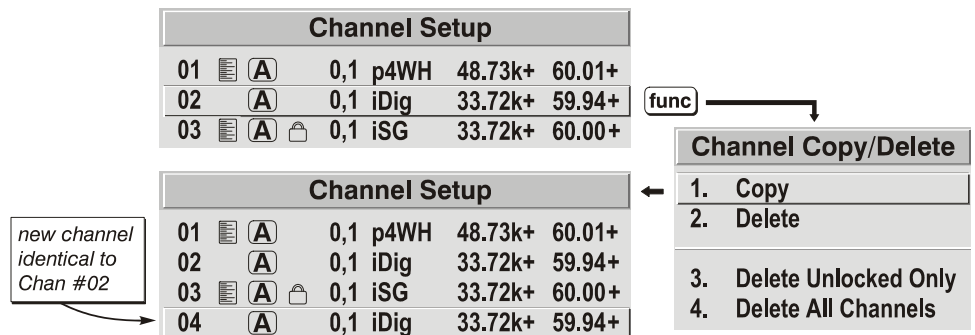 Channel Setup
01 A 0,1 p4WH 48.73k+ 60.01+
02 A 0,1 iDig 33.72k+ 59.94+
03 A 0,1 iSG 33.72k+ 60.00+
func
Channel Copy/Delete
1. Copy
2. Delete
3. Delete Unlocked Only
4. Delete All Channels
Channel Setup
01 A 0,1 p4WH 48.73k+ 60.01+
02 A 0,1 iDig 33.72k+ 59.94+
03 A 0,1 iSG 33.72k+ 60.00+
04 A 0,1 iDig 33.72k+ 59.94+
new channel
identical to
Chan #02